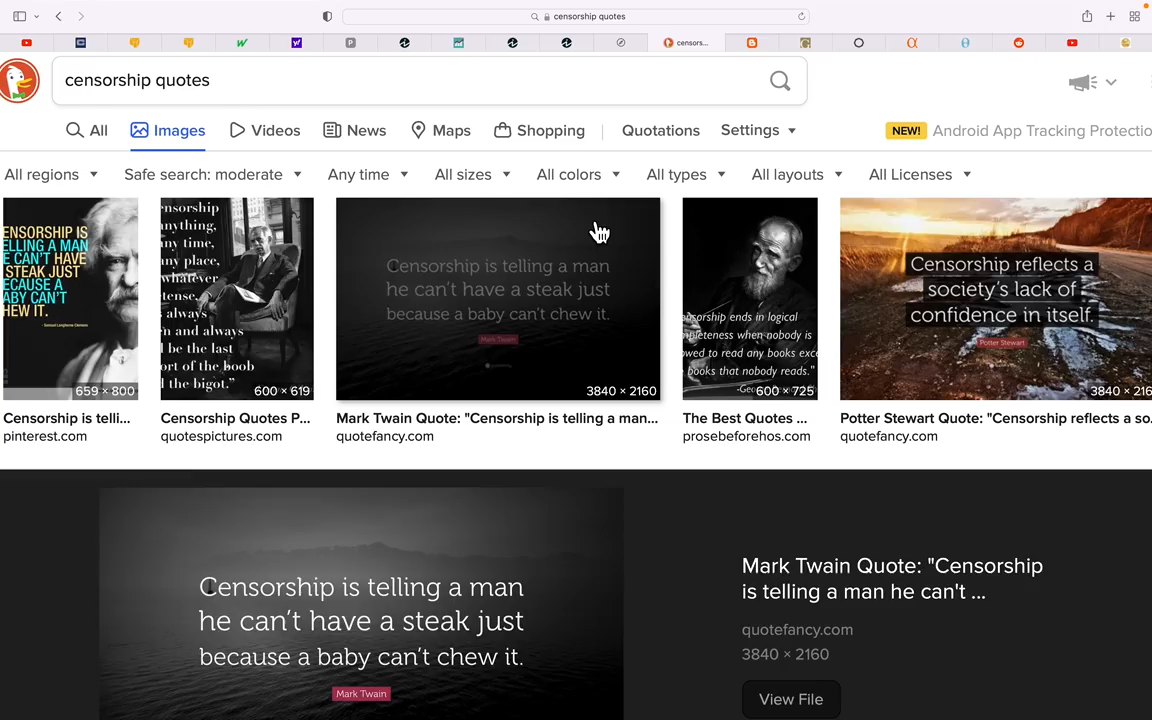 censorship quotes
censors...
censorship quotes
All
Images
Videos
News
Maps
Shopping
Quotations
Settings
NEW!
Android App Tracking Protectio
All regions
Safe search: moderate
Any time
All sizes
All colors
All types
All layouts
All Licenses
ENSORSHIP IS
ELLING A MAN
E CAN'T HAVE
STEAK JUST
ECAUSE A
ABY CAN'T
HEW IT.
659 × 800
Censorship is telli...
pinterest.com
ensorship
nything,
ny time,
ny place,
whatever
tense,
s always
n and always
l be the last
ort of the boob
l the bigot.”
600 × 619
Censorship Quotes P...
quotespictures.com
Censorship is telling a man
he can’t have a steak just
because a baby can’t chew it.
Mark Twain
3840 × 2160
Mark Twain Quote: "Censorship is telling a man...
quotefancy.com
nsorship ends in logical
pleteness when nobody is
owed to read any books exc
books that nobody reads."
600 × 725
The Best Quotes ...
prosebeforehos.com
Censorship reflects a
society’s lack of
confidence in itself.
Potter Stewart
3840 × 216
Potter Stewart Quote: "Censorship reflects a so.
quotefancy.com
Censorship is telling a man
he can’t have a steak just
because a baby can’t chew it.
Mark Twain
Mark Twain Quote: "Censorship
is telling a man he can't ...
quotefancy.com
3840 × 2160
View File